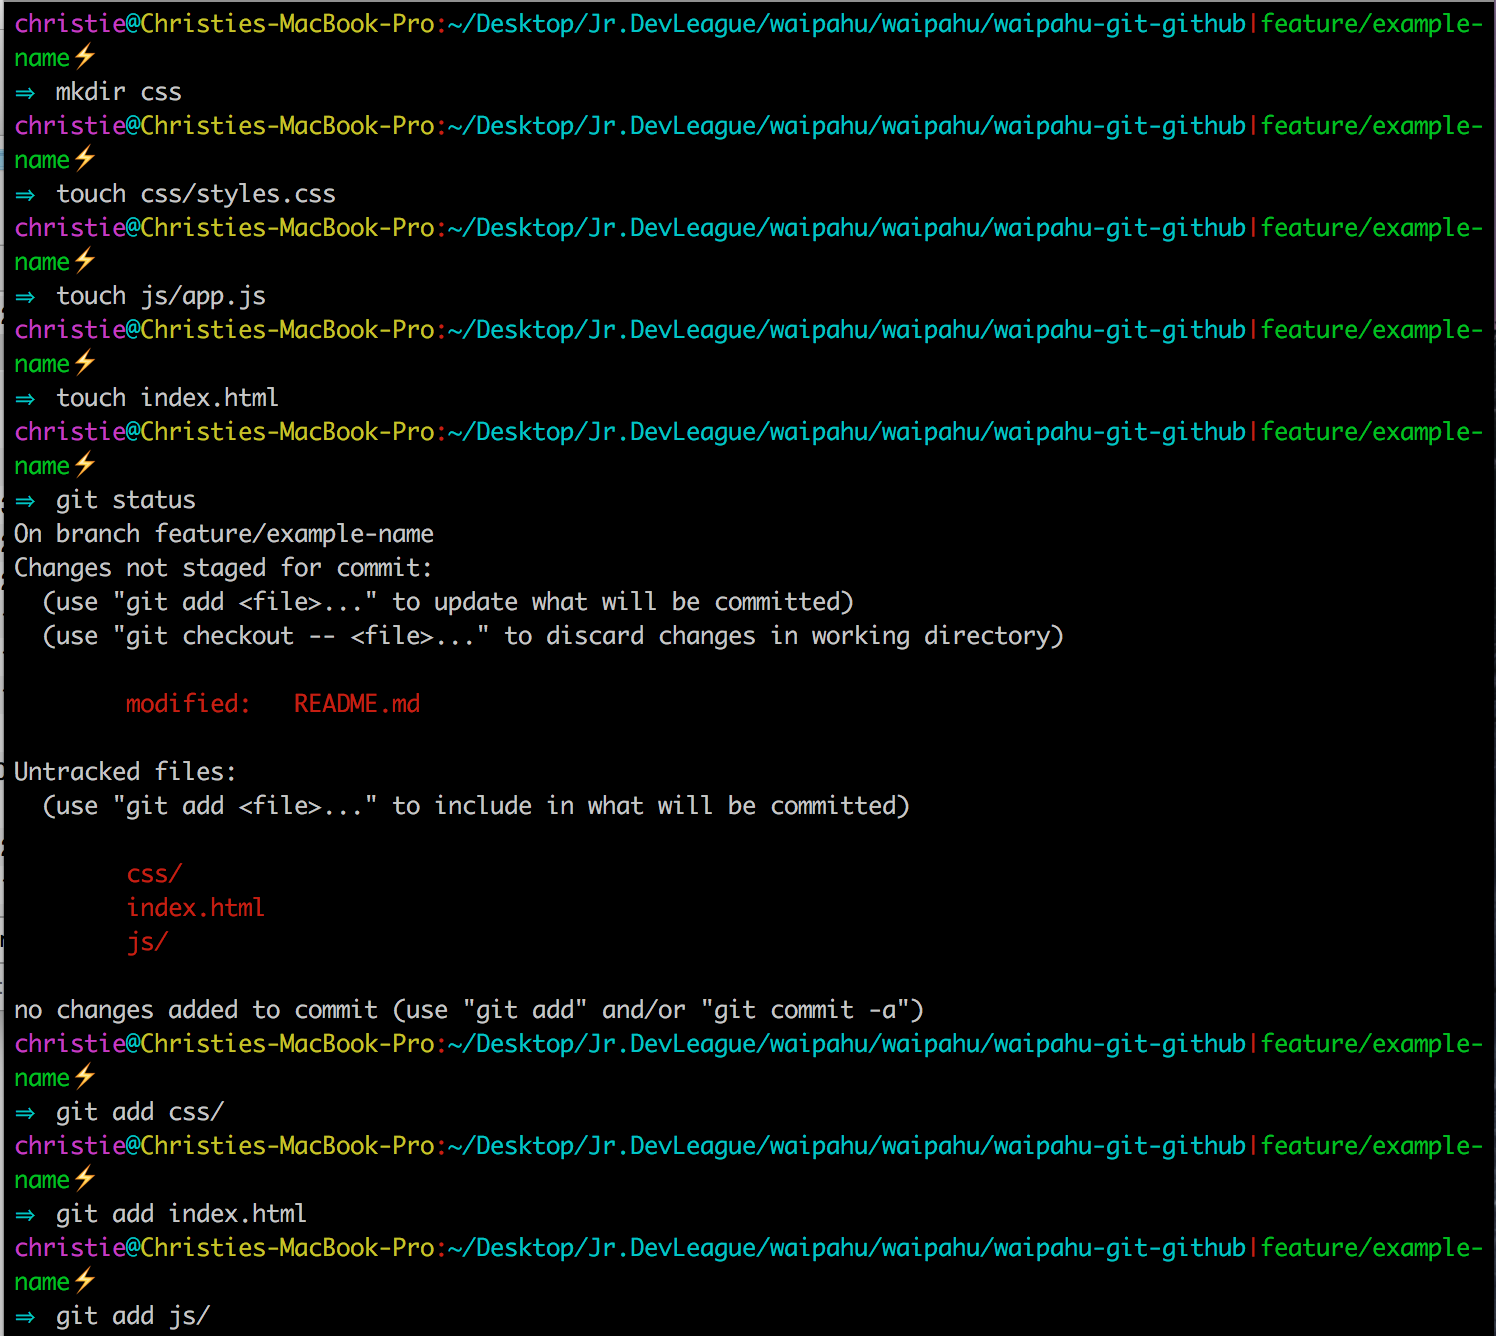 christie@Christies-MacBook-Pro:~/Desktop/Jr.DevLeague/waipahu/waipahu/waipahu-git-github|feature/example-
name⚡
⇒ mkdir css
christie@Christies-MacBook-Pro:~/Desktop/Jr.DevLeague/waipahu/waipahu/waipahu-git-github|feature/example-
name⚡
⇒ touch css/styles.css
christie@Christies-MacBook-Pro:~/Desktop/Jr.DevLeague/waipahu/waipahu/waipahu-git-github|feature/example-
name⚡
⇒ touch js/app.js
christie@Christies-MacBook-Pro:~/Desktop/Jr.DevLeague/waipahu/waipahu/waipahu-git-github|feature/example-
name⚡
⇒ touch index.html
christie@Christies-MacBook-Pro:~/Desktop/Jr.DevLeague/waipahu/waipahu/waipahu-git-github|feature/example-
name⚡
⇒ git status
On branch feature/example-name
Changes not staged for commit:
  (use "git add <file>..." to update what will be committed)
  (use "git checkout -- <file>..." to discard changes in working directory)
        modified:   README.md
Untracked files:
  (use "git add <file>..." to include in what will be committed)
        css/
        index.html
        js/
no changes added to commit (use "git add" and/or "git commit -a")
christie@Christies-MacBook-Pro:~/Desktop/Jr.DevLeague/waipahu/waipahu/waipahu-git-github|feature/example-
name⚡
⇒ git add css/
christie@Christies-MacBook-Pro:~/Desktop/Jr.DevLeague/waipahu/waipahu/waipahu-git-github|feature/example-
name⚡
⇒ git add index.html
christie@Christies-MacBook-Pro:~/Desktop/Jr.DevLeague/waipahu/waipahu/waipahu-git-github|feature/example-
name⚡
⇒ git add js/